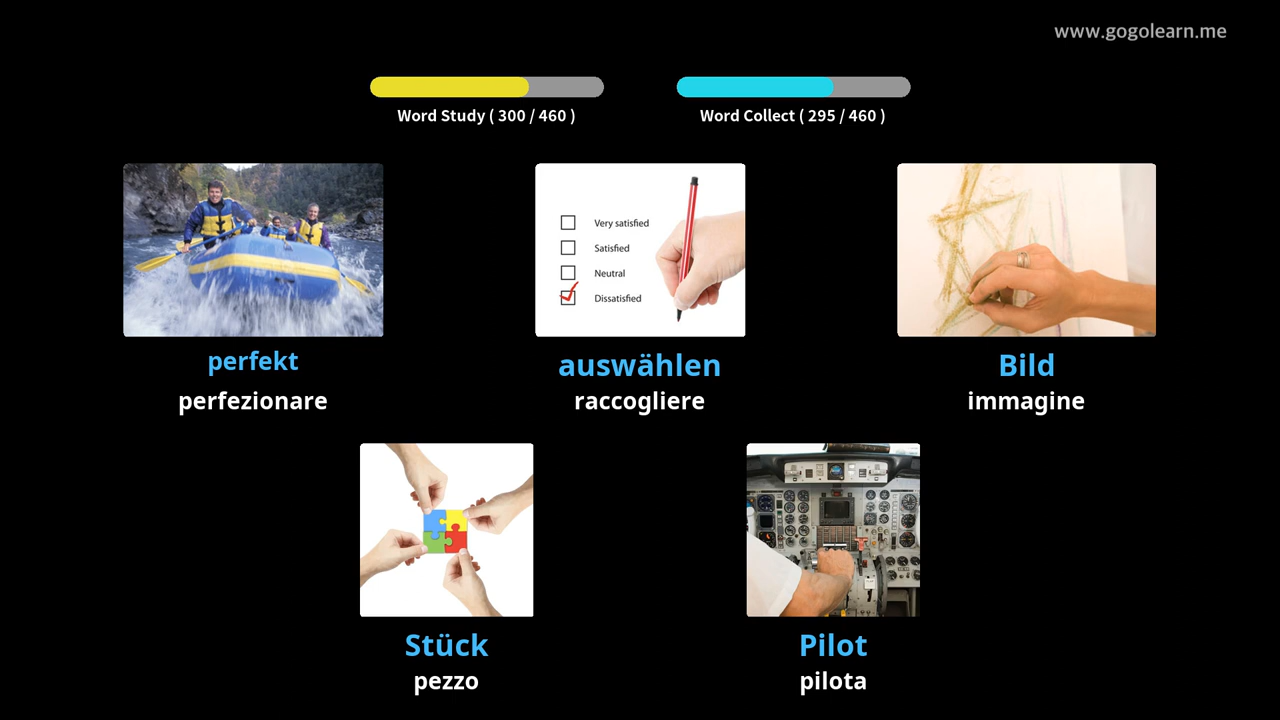 www.gogolearn.me
Word Study ( 300 / 460 )
Word Collect ( 295 / 460 )
Very satisfied
Satisfied
Neutral
Dissatisfied
perfekt
perfezionare
auswählen
raccogliere
Bild
immagine
Stück
pezzo
Pilot
pilota